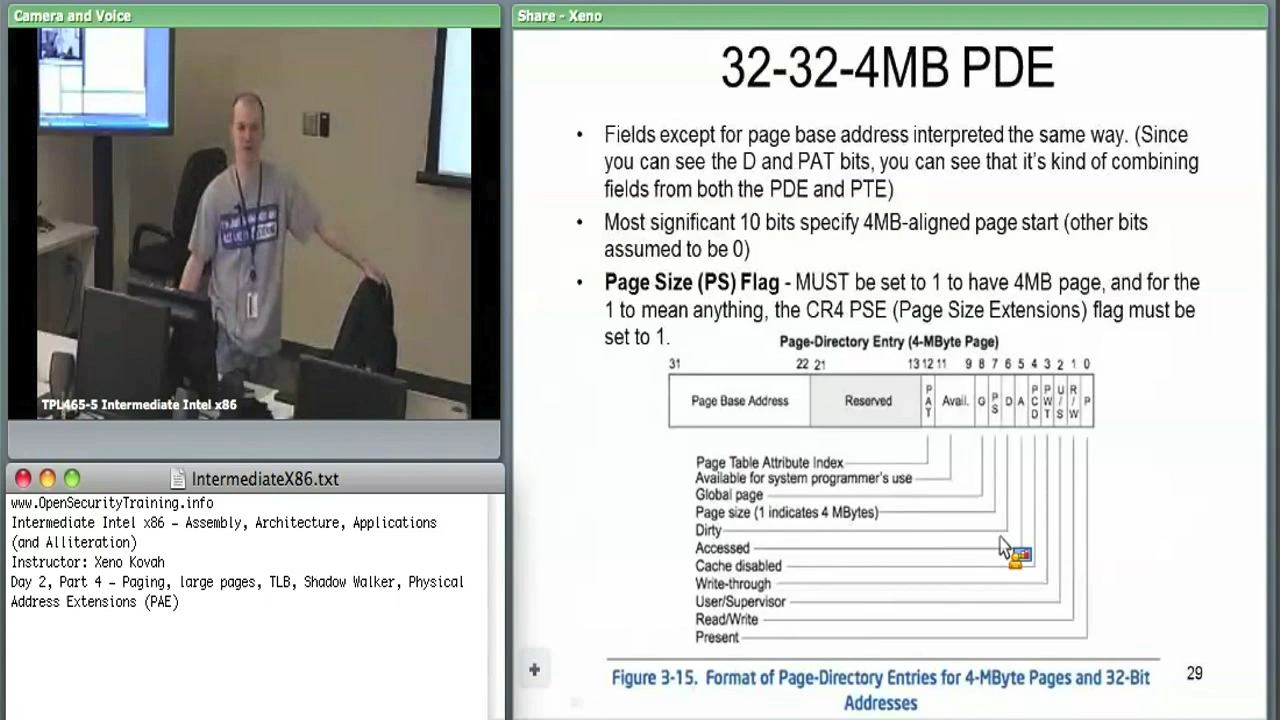 Camera and Voice
TPL465-5 Intermediate Intel x86
IntermediateX86.txt
www.OpenSecurityTraining.info
Intermediate Intel x86 – Assembly, Architecture, Applications
(and Alliteration)
Instructor: Xeno Kovah
Day 2, Part 4 – Paging, large pages, TLB, Shadow Walker, Physical
Address Extensions (PAE)
Share - Xeno
32-32-4MB PDE
• Fields except for page base address interpreted the same way. (Since
you can see the D and PAT bits, you can see that it's kind of combining
fields from both the PDE and PTE)
• Most significant 10 bits specify 4MB-aligned page start (other bits
assumed to be 0)
• Page Size (PS) Flag - MUST be set to 1 to have 4MB page, and for the
1 to mean anything, the CR4 PSE (Page Size Extensions) flag must be
set to 1.
Page-Directory Entry (4-MByte Page)
31 22 21 13 12 11 9 8 7 6 5 4 3 2 1 0
Page Base Address Reserved PAT Avail. G PS D A PCD PWT U/S R/W P
Page Table Attribute Index
Available for system programmer's use
Global page
Page size (1 indicates 4 MBytes)
Dirty
Accessed
Cache disabled
Write-through
User/Supervisor
Read/Write
Present
Figure 3-15. Format of Page-Directory Entries for 4-MByte Pages and 32-Bit
Addresses
29